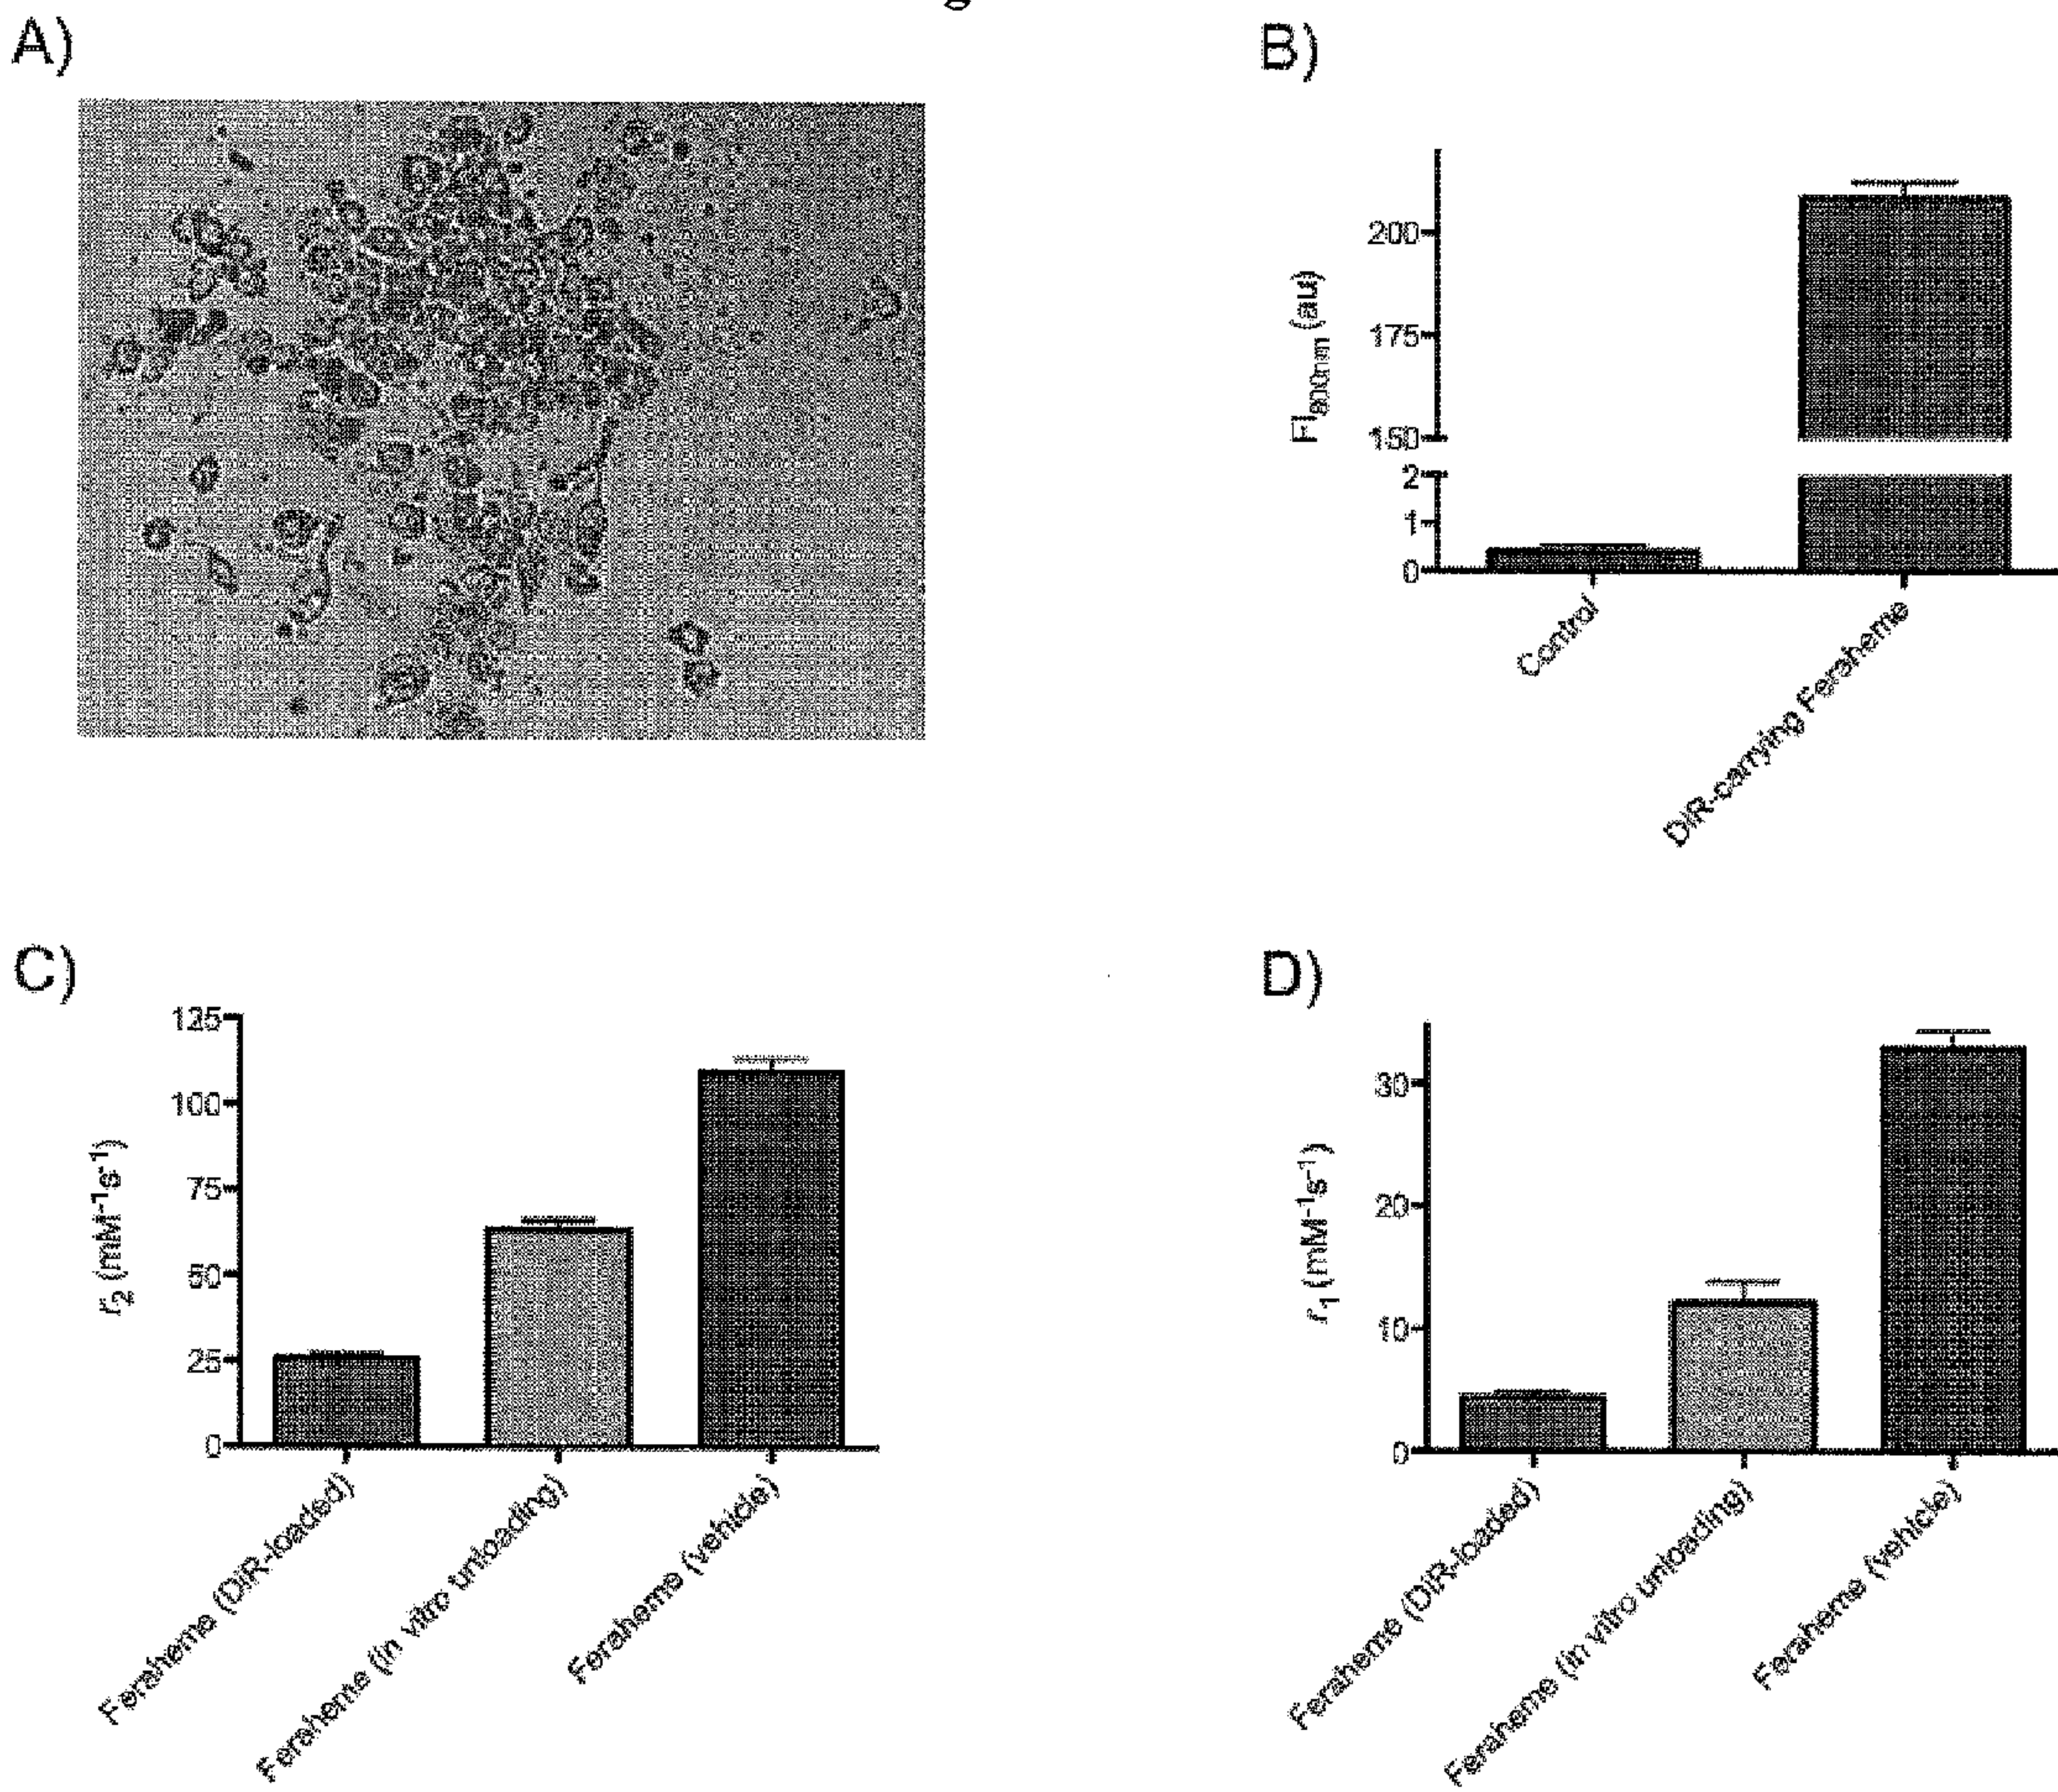 A)
B)
200
175
150
2
1
0
FI800nm (au)
Control
DiR-carrying Feraheme
C)
125
100
75
50
25
0
r2 (mM-1s-1)
Feraheme (DiR-loaded)
Feraheme (in vitro unloading)
Feraheme (vehicle)
D)
30
20
10
0
r1 (mM-1s-1)
Feraheme (DiR-loaded)
Feraheme (in vitro unloading)
Feraheme (vehicle)